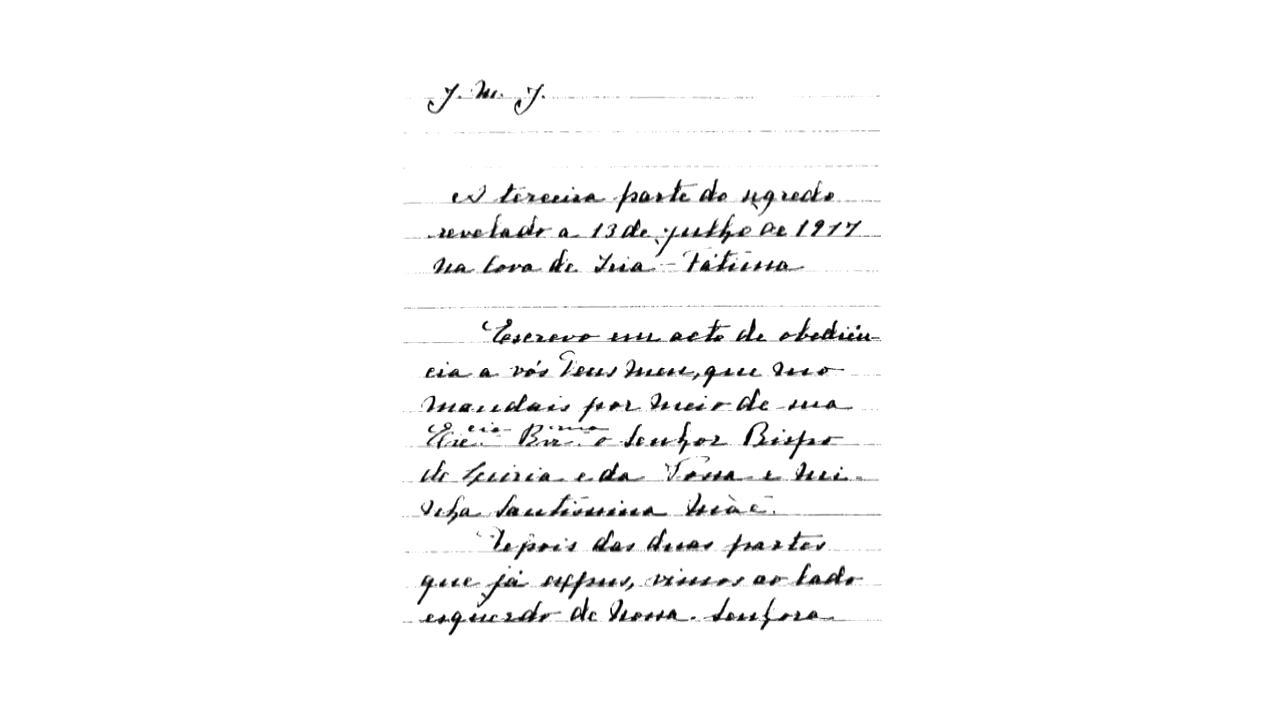 J. M. J.
A terceira parte do segredo
revelado a 13 de julho de 1917
na Cova de Iria - Fátima
Escrevo em acto de obediên-
cia a vós Deus meu, que mo
mandais por meio de sua
Ex.cia Rev.ma o Senhor Bispo
de Leiria e da Vossa e mi-
nha Santíssima Mãe.
Depois das duas partes
que já expus, vimos ao lado
esquerdo de Nossa Senhora